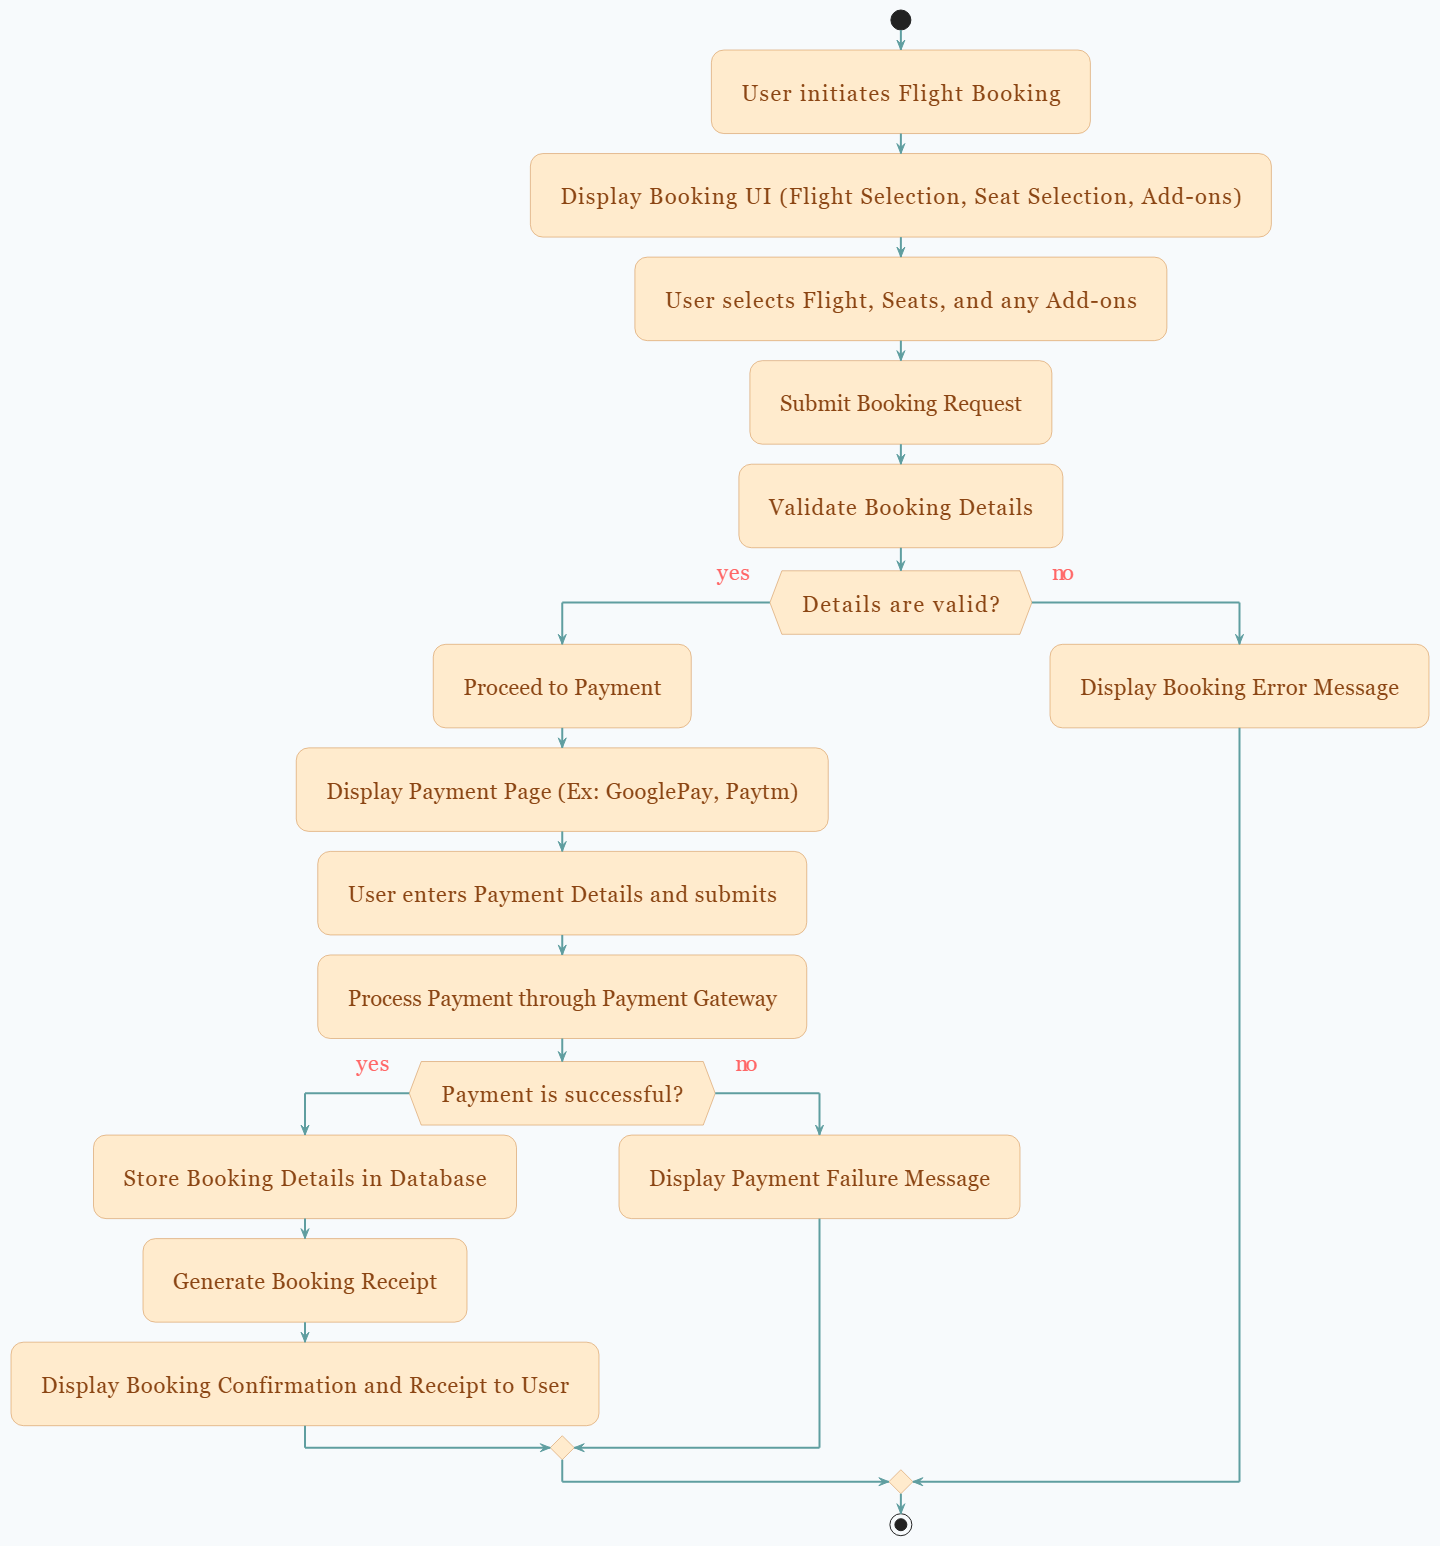 User initiates Flight Booking
Display Booking UI (Flight Selection, Seat Selection, Add-ons)
User selects Flight, Seats, and any Add-ons
Submit Booking Request
Validate Booking Details
yes
Details are valid?
no
Proceed to Payment
Display Booking Error Message
Display Payment Page (Ex: GooglePay, Paytm)
User enters Payment Details and submits
Process Payment through Payment Gateway
yes
Payment is successful?
no
Store Booking Details in Database
Display Payment Failure Message
Generate Booking Receipt
Display Booking Confirmation and Receipt to User